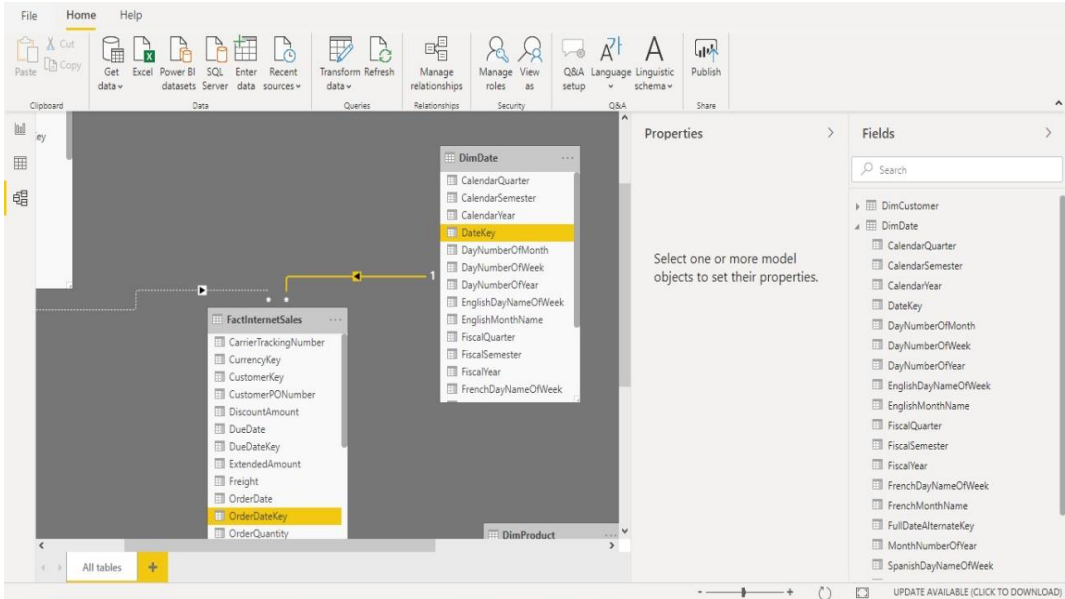 File Home Help
Cut
Copy
Paste
Get data
Excel
Power BI datasets
SQL Server
Enter data
Recent sources
Transform data
Refresh
Manage relationships
Manage roles
View as
Q&A setup
Language
Linguistic schema
Publish
Clipboard Data Queries Relationships Security Q&A Share
ey
DimDate ...
CalendarQuarter
CalendarSemester
CalendarYear
DateKey
DayNumberOfMonth
DayNumberOfWeek
DayNumberOfYear
EnglishDayNameOfWeek
EnglishMonthName
FiscalQuarter
FiscalSemester
FiscalYear
FrenchDayNameOfWeek
1
* *
FactInternetSales ...
CarrierTrackingNumber
CurrencyKey
CustomerKey
CustomerPONumber
DiscountAmount
DueDate
DueDateKey
ExtendedAmount
Freight
OrderDate
OrderDateKey
OrderQuantity
DimProduct ...
Properties
Select one or more model
objects to set their properties.
Fields
Search
DimCustomer
DimDate
CalendarQuarter
CalendarSemester
CalendarYear
DateKey
DayNumberOfMonth
DayNumberOfWeek
DayNumberOfYear
EnglishDayNameOfWeek
EnglishMonthName
FiscalQuarter
FiscalSemester
FiscalYear
FrenchDayNameOfWeek
FrenchMonthName
FullDateAlternateKey
MonthNumberOfYear
SpanishDayNameOfWeek
All tables +
- +
UPDATE AVAILABLE (CLICK TO DOWNLOAD)